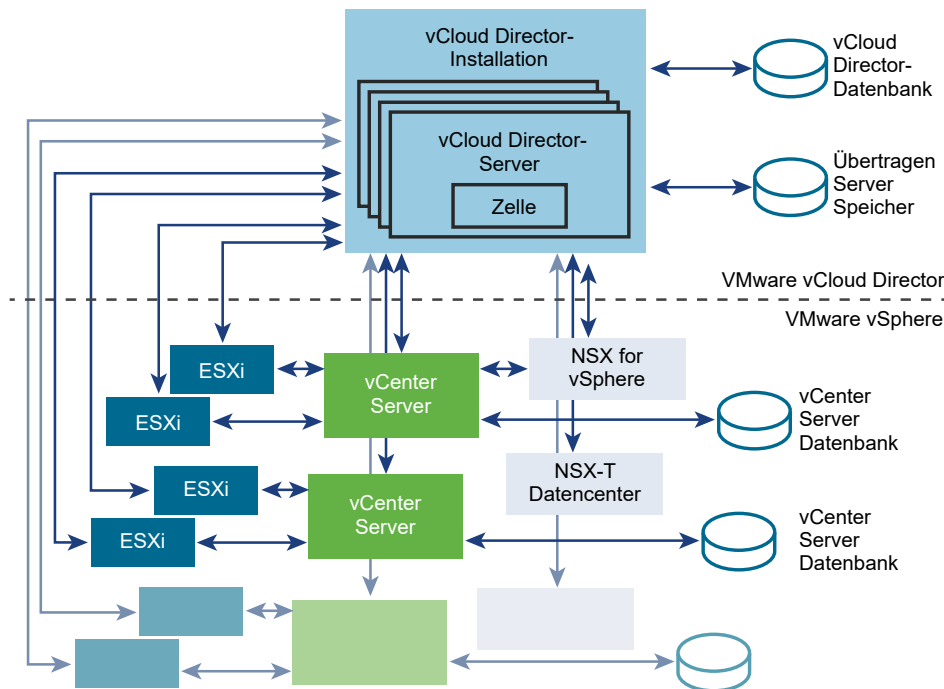 vCloud Director-
Installation
vCloud Director-
Server
Zelle
vCloud
Director-
Datenbank
Übertragen
Server
Speicher
VMware vCloud Director
VMware vSphere
ESXi
vCenter
Server
NSX for
vSphere
ESXi
vCenter
Server
Datenbank
ESXi
vCenter
Server
NSX-T
Datencenter
ESXi
vCenter
Server
Datenbank